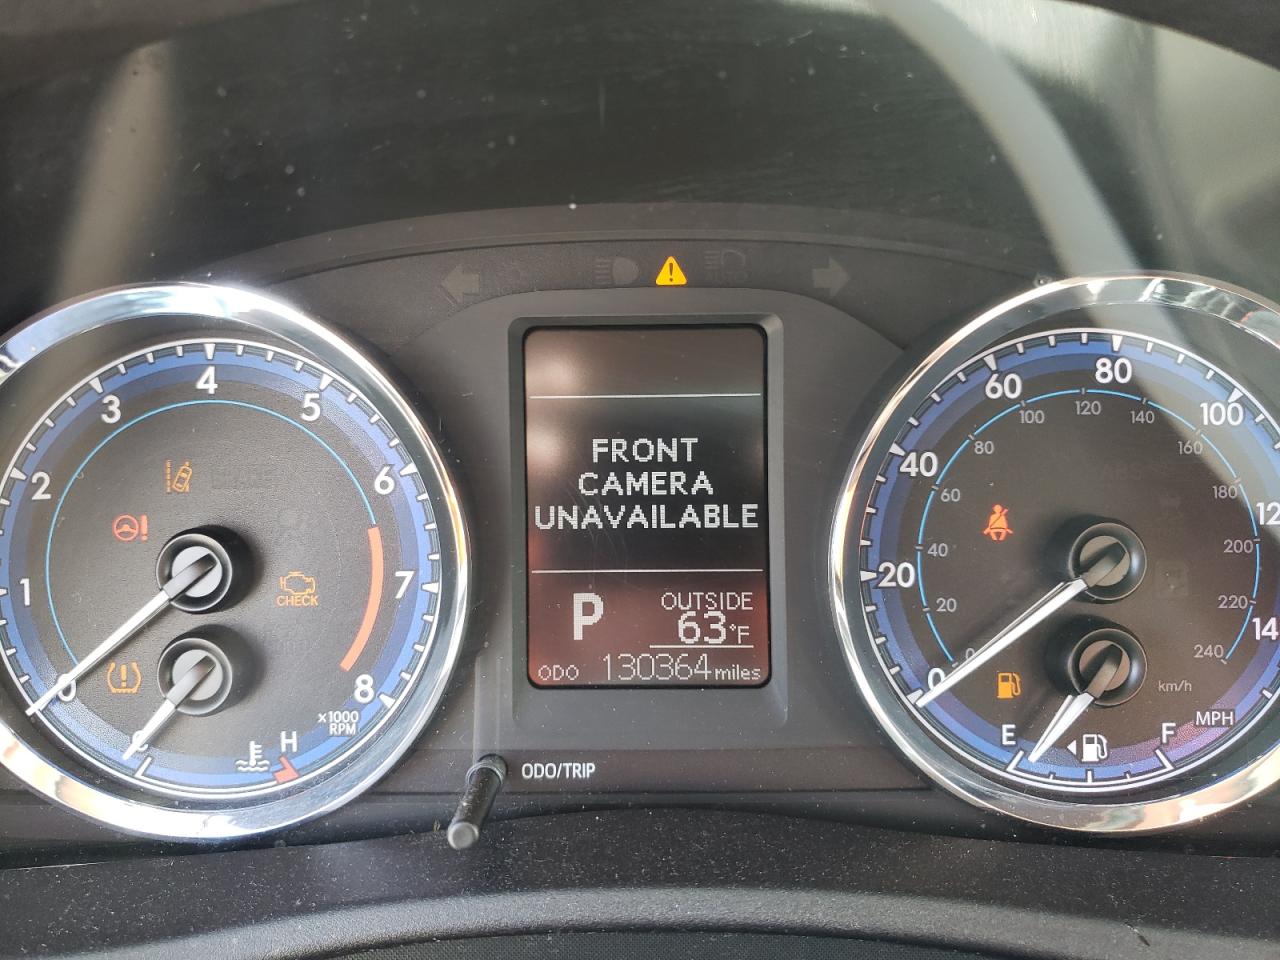 4
3
5
2
6
1
7
0
8
CHECK
x1000
RPM
C
H
FRONT
CAMERA
UNAVAILABLE
P
OUTSIDE
63°F
ODO 130364 miles
ODO/TRIP
80
60
100
40
20
0
14
120
100
140
80
160
60
180
40
200
20
220
0
240
km/h
MPH
E
F